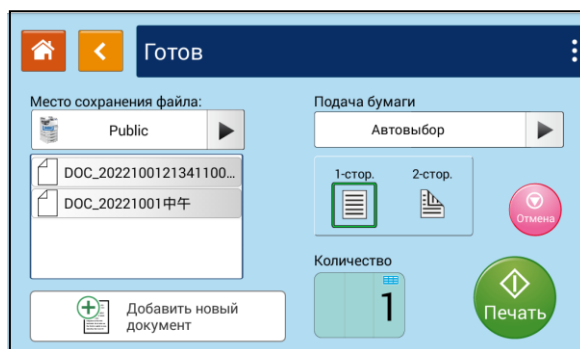 Готов
Место сохранения файла:
Public
DOC_2022100121341100...
DOC_20221001中午
Добавить новый
документ
Подача бумаги
Автовыбор
1-стор.
2-стор.
Отмена
Количество
1
Печать